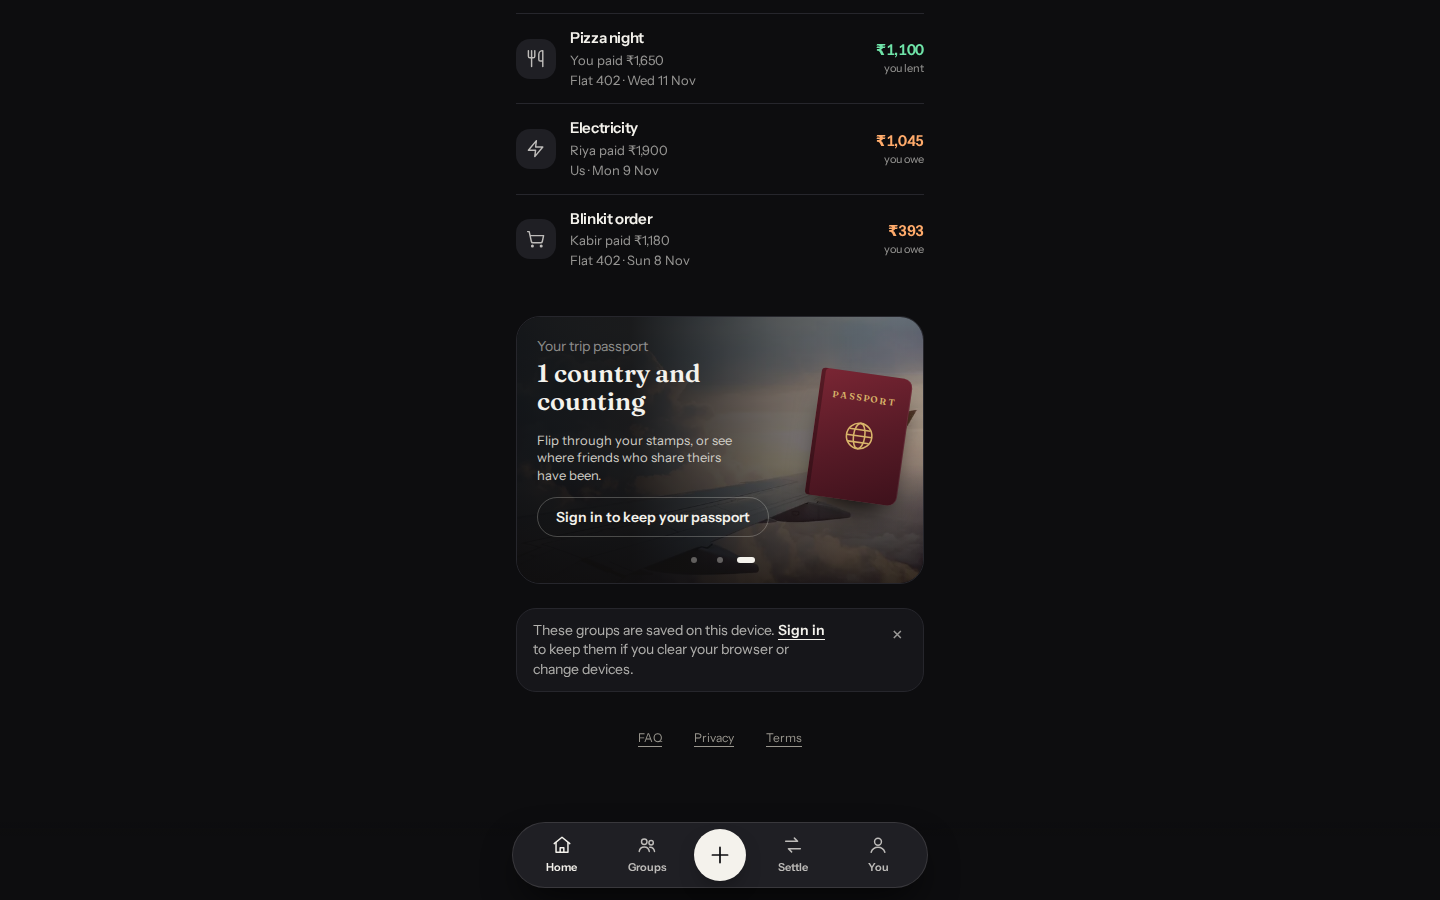 Pizza night
You paid ₹1,650
Flat 402 · Wed 11 Nov
₹1,100
you lent
Electricity
Riya paid ₹1,900
Us · Mon 9 Nov
₹1,045
you owe
Blinkit order
Kabir paid ₹1,180
Flat 402 · Sun 8 Nov
₹393
you owe
Your trip passport
1 country and
counting
Flip through your stamps, or see
where friends who share theirs
have been.
Sign in to keep your passport
PASSPORT
These groups are saved on this device. Sign in
to keep them if you clear your browser or
change devices.
FAQ
Privacy
Terms
Home
Groups
Settle
You